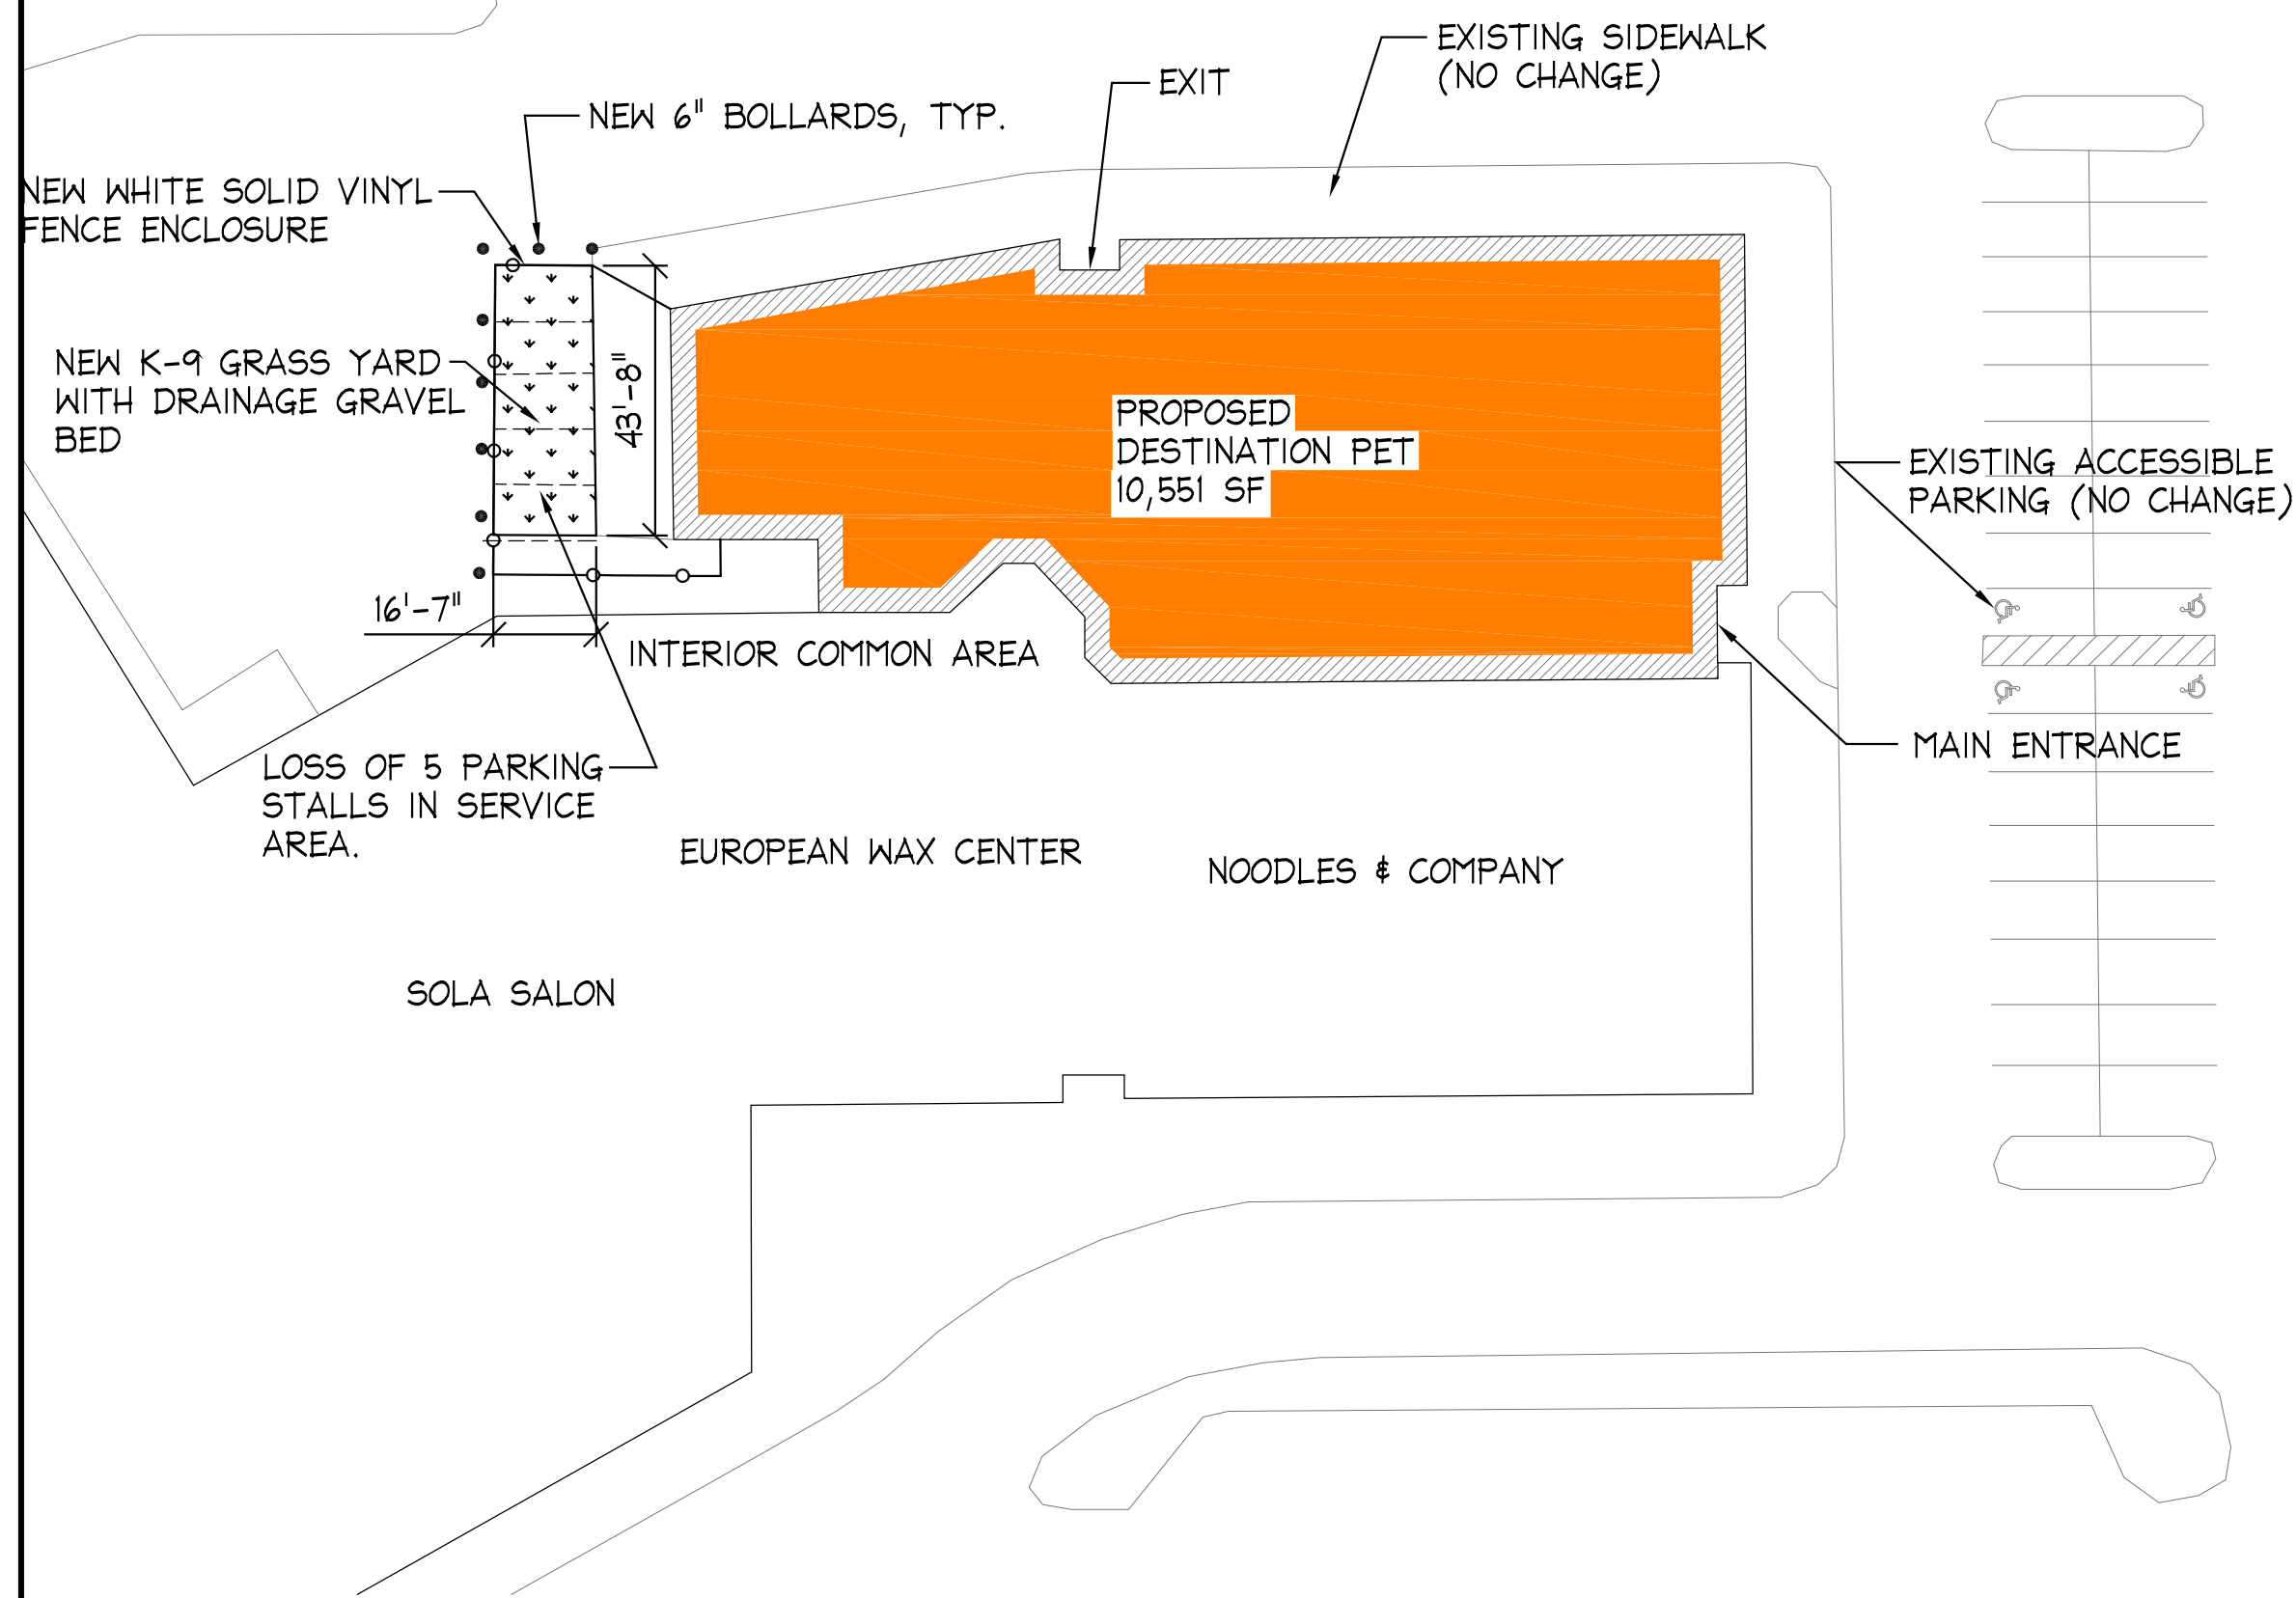 EXISTING SIDEWALK
(NO CHANGE)
EXIT
NEW 6" BOLLARDS, TYP.
NEW WHITE SOLID VINYL
FENCE ENCLOSURE
NEW K-9 GRASS YARD
WITH DRAINAGE GRAVEL
BED
43'-8"
PROPOSED
DESTINATION PET
10,551 SF
EXISTING ACCESSIBLE
PARKING (NO CHANGE)
16'-7"
INTERIOR COMMON AREA
MAIN ENTRANCE
LOSS OF 5 PARKING
STALLS IN SERVICE
AREA.
EUROPEAN WAX CENTER
NOODLES & COMPANY
SOLA SALON